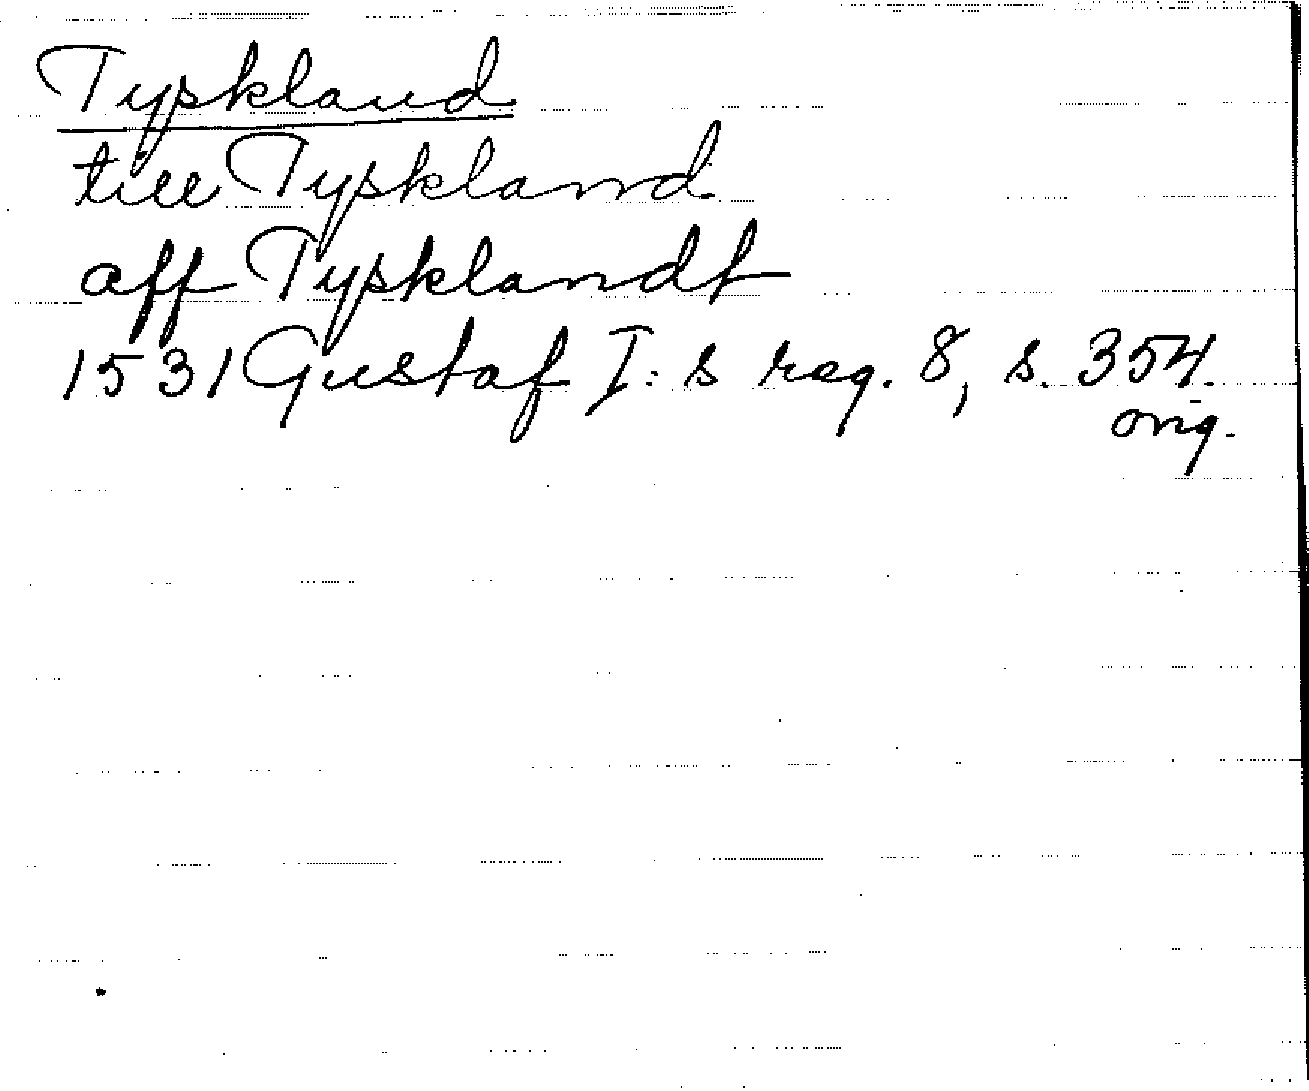 Tyskland
till Tyskland
aff Tysklandt
1531 Gustaf I:s reg. 8, s. 354.
orig.